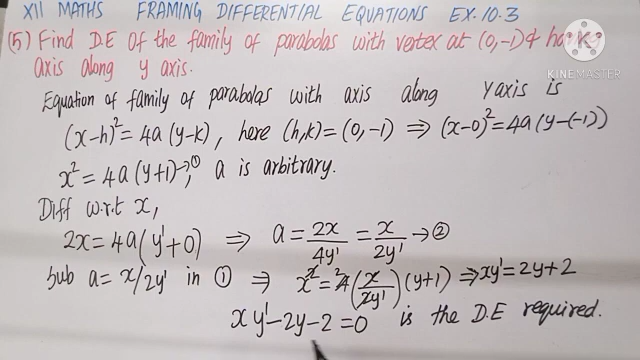 XII MATHS FRAMING DIFFERENTIAL EQUATIONS EX.10.3
(5) Find D.E Of the family of parabolas with vertex at (0,-1) & having
axis along y axis.
KINEMASTER
Equation of family of parabolas with axis along Y axis is
(x-h)² = 4a(y-k), here (h,k) = (0,-1) ⇒ (x-0)² = 4a(y-(-1))
x² = 4a(y+1) →①, a is arbitrary.
Diff w.r.t x,
2x = 4a(y'+0) ⇒ a = 2x/4y' = x/2y' → ②
Sub a = x/2y' in ① ⇒ x² = ²4(x/2y')(y+1) ⇒ xy' = 2y+2
xy'-2y-2 = 0 is the D.E required.